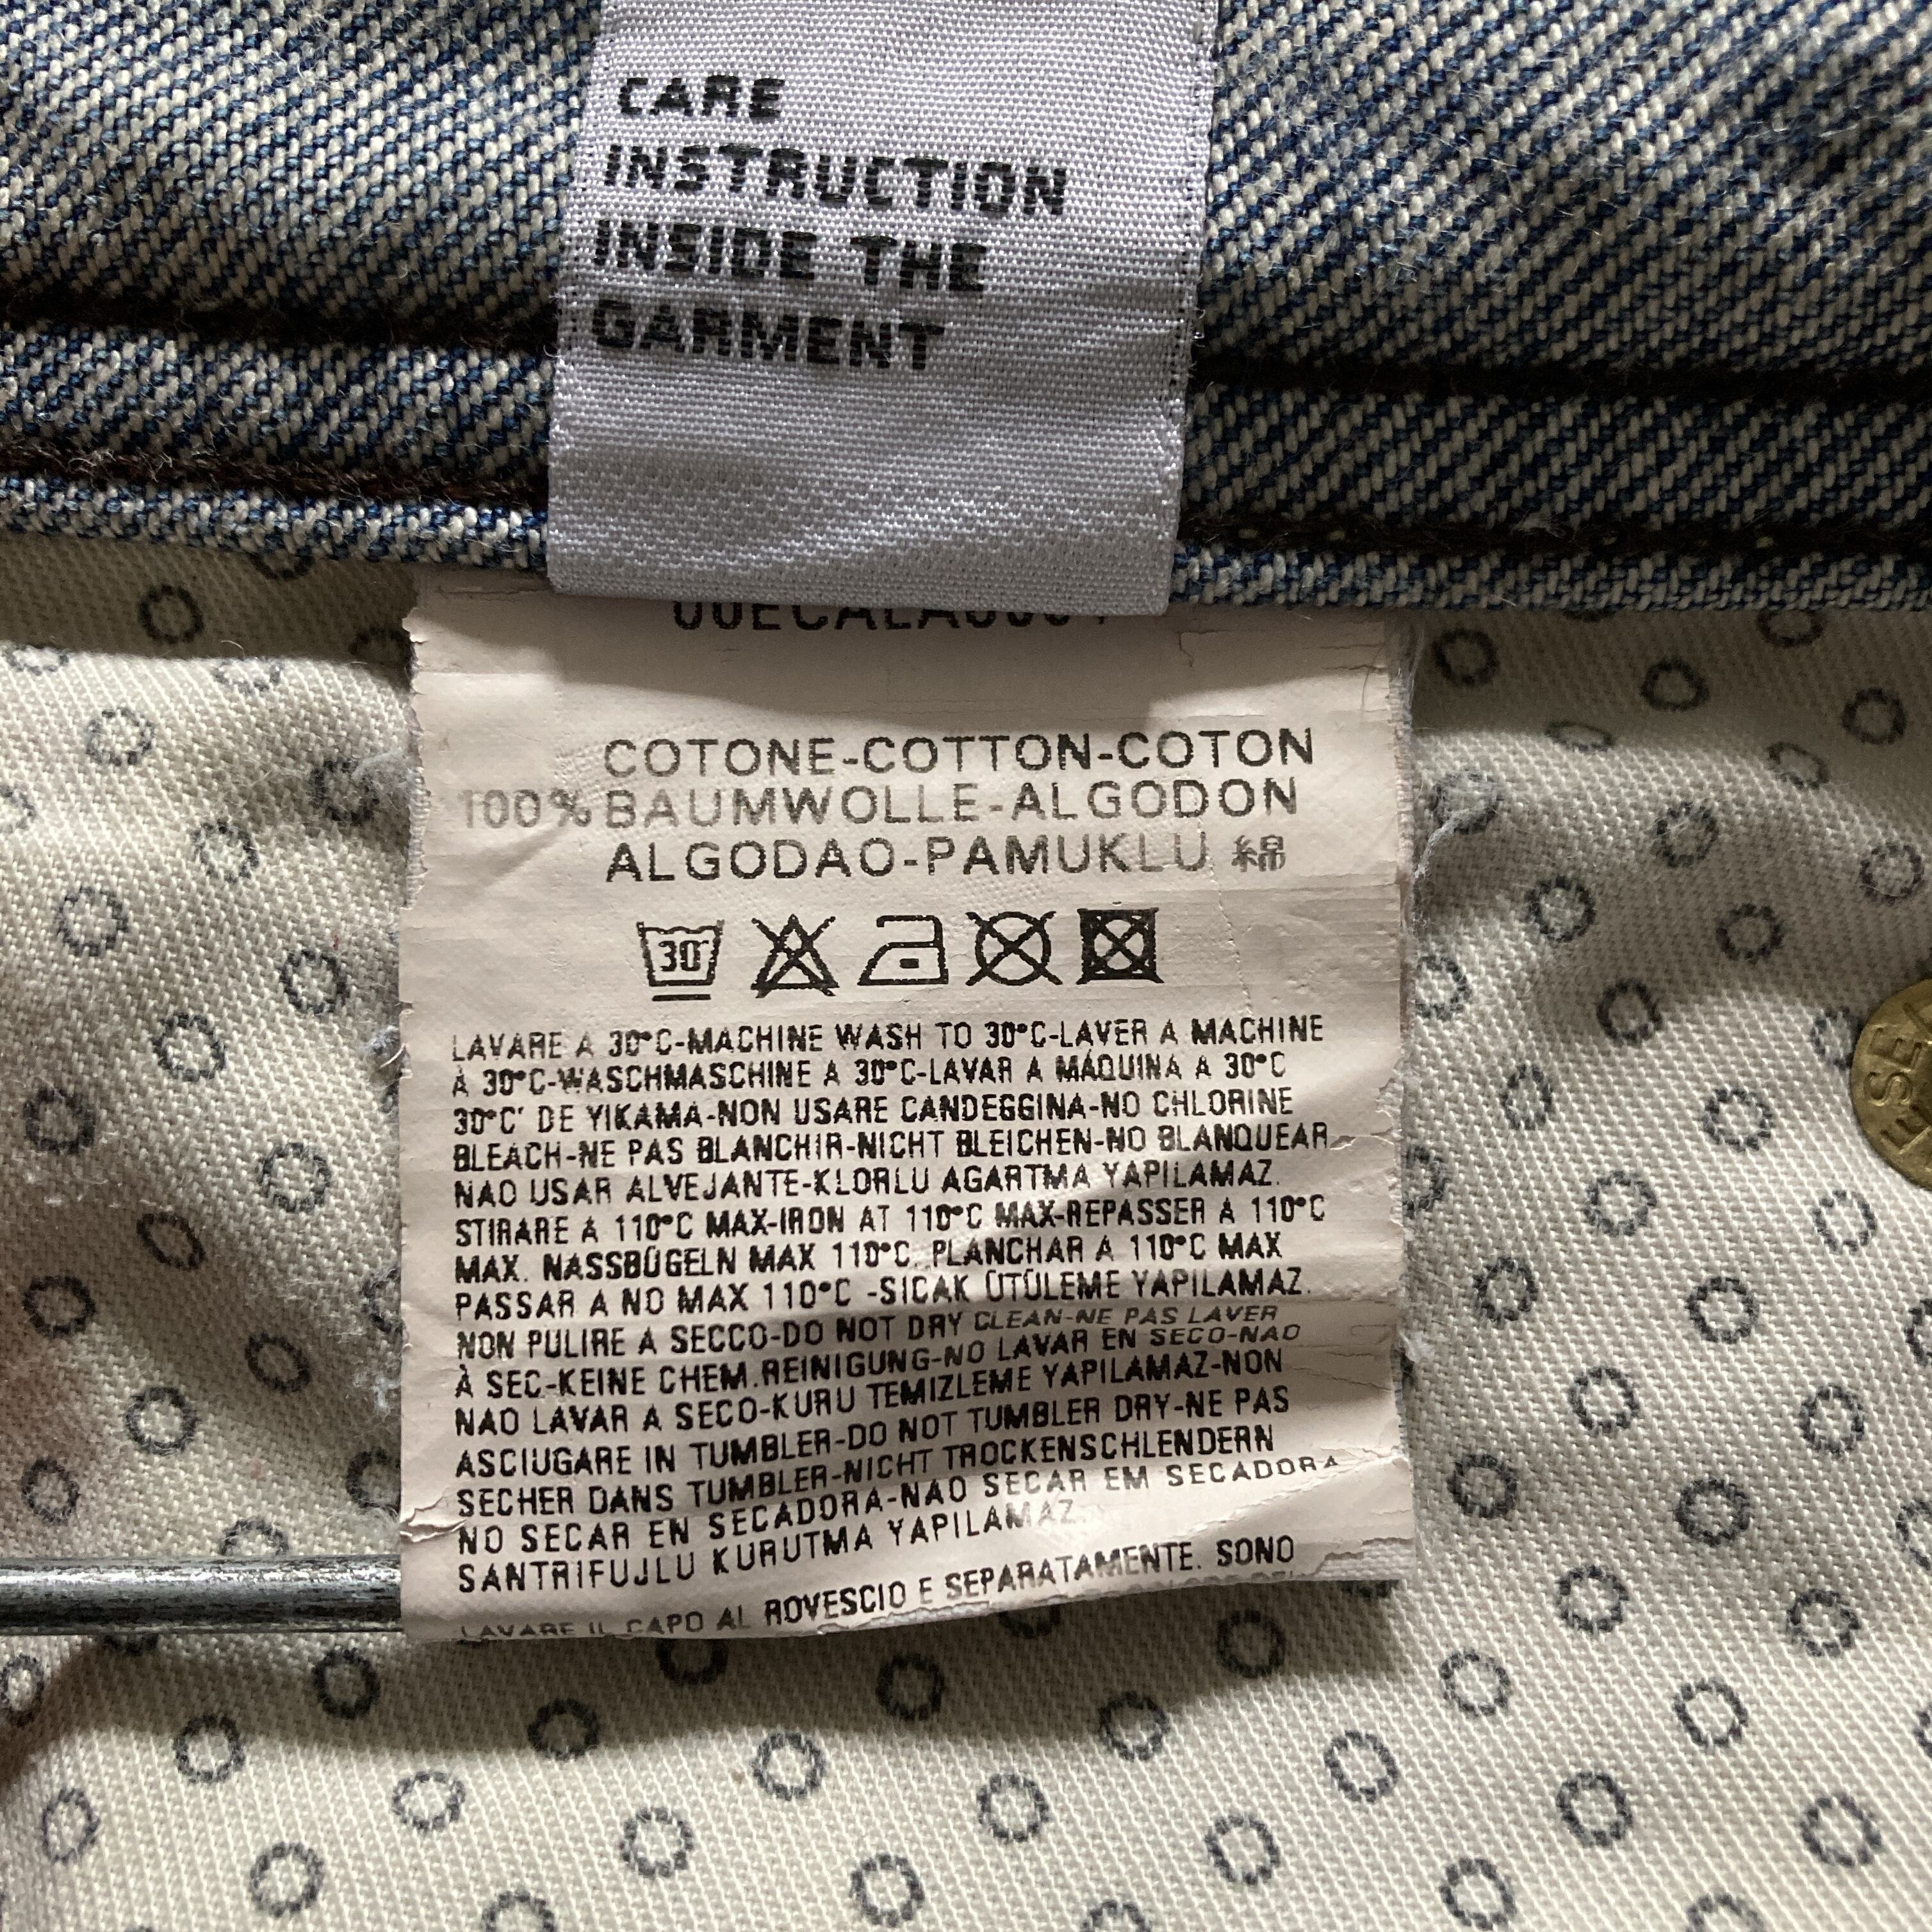 CARE
INSTRUCTION
INSIDE THE
GARMENT
COTONE-COTTON-COTON
100% BAUMWOLLE-ALGODON
ALGODAO-PAMUKLU 綿
30°
LAVARE A 30°C-MACHINE WASH TO 30°C-LAVER A MACHINE
A 30°C-WASCHMASCHINE A 30°C-LAVAR A MÁQUINA A 30°C
30°C' DE YIKAMA-NON USARE CANDEGGINA-NO CHLORINE
BLEACH-NE PAS BLANCHIR-NICHT BLEICHEN-NO BLANQUEAR
NAO USAR ALVEJANTE-KLORLU AGARTMA YAPILAMAZ.
STIRARE A 110°C MAX-IRON AT 110°C MAX-REPASSER A 110°C
MAX. NASSBÜGELN MAX 110°C. PLANCHAR A 110°C MAX
PASSAR A NO MAX 110°C -SICAK ÜTÜLEME YAPILAMAZ.
NON PULIRE A SECCO-DO NOT DRY CLEAN-NE PAS LAVER
À SEC-KEINE CHEM.REINIGUNG-NO LAVAR EN SECO-NAO
NAO LAVAR A SECO-KURU TEMIZLEME YAPILAMAZ-NON
ASCIUGARE IN TUMBLER-DO NOT TUMBLER DRY-NE PAS
SECHER DANS TUMBLER-NICHT TROCKENSCHLENDERN
NO SECAR EN SECADORA-NAO SECAR EM SECADORA
SANTRIFUJLU KURUTMA YAPILAMAZ.
LAVARE IL CAPO AL ROVESCIO E SEPARATAMENTE. SONO